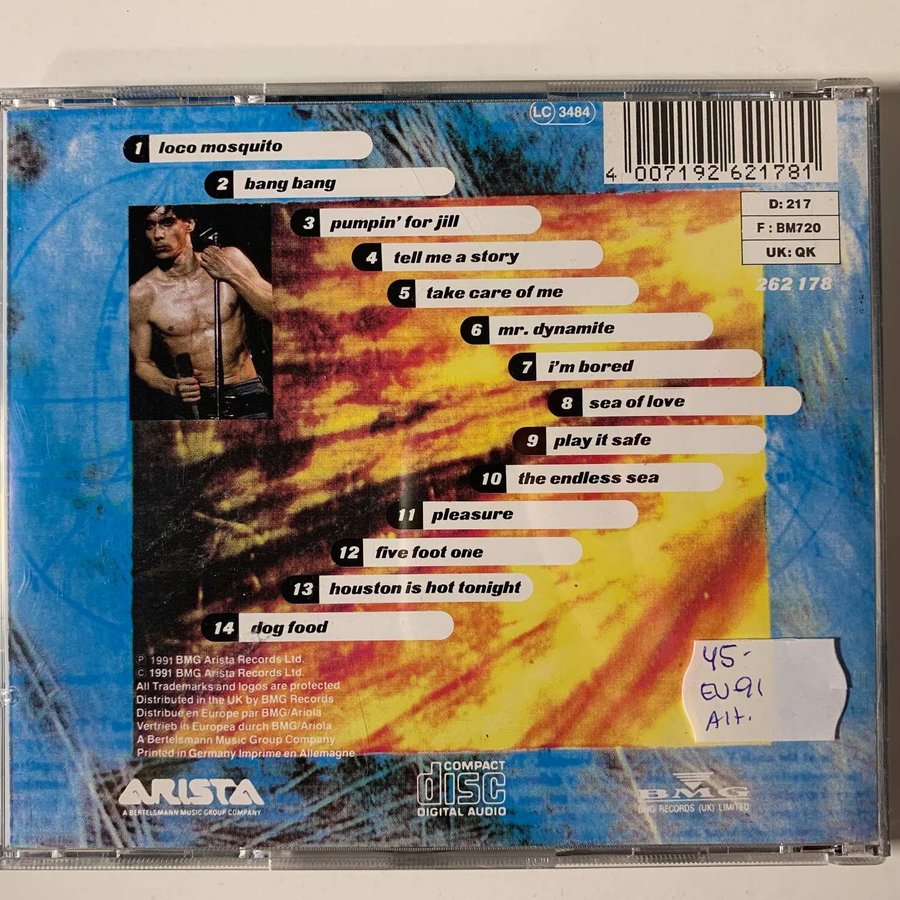 LC 3484
4 007192 621781
D: 217
F : BM720
UK: QK
262 178
1 loco mosquito
2 bang bang
3 pumpin' for jill
4 tell me a story
5 take care of me
6 mr. dynamite
7 i'm bored
8 sea of love
9 play it safe
10 the endless sea
11 pleasure
12 five foot one
13 houston is hot tonight
14 dog food
℗ 1991 BMG Arista Records Ltd.
© 1991 BMG Arista Records Ltd.
All Trademarks and logos are protected
Distributed in the UK by BMG Records
Distribue en Europe par BMG/Ariola
Vertrieb in Europea durch BMG/Ariola
A Bertelsmann Music Group Company
Printed in Germany Imprime en Allemagne
45-
EU 91
Alt.
ARISTA
A BERTELSMANN MUSIC GROUP COMPANY
COMPACT
disc
DIGITAL AUDIO
BMG
BMG RECORDS (UK) LIMITED